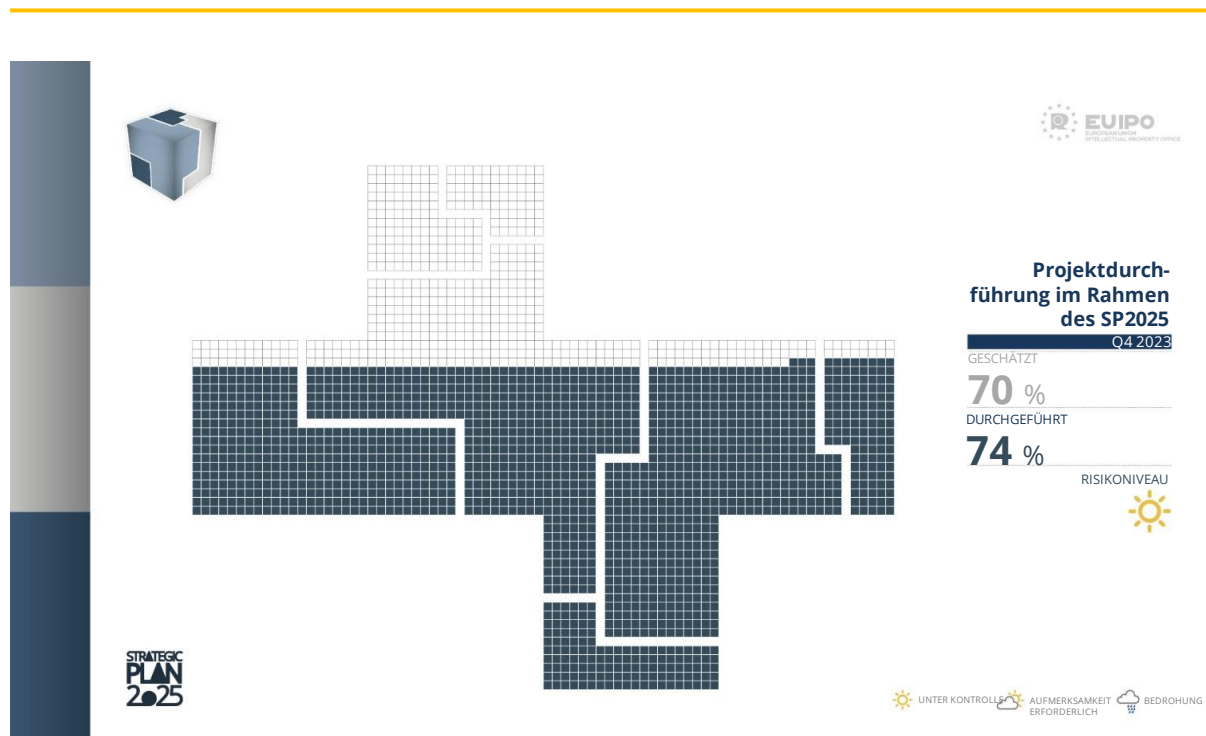 EUIPO
EUROPEAN UNION
INTELLECTUAL PROPERTY OFFICE
Projektdurch-
führung im Rahmen
des SP2025
Q4 2023
GESCHÄTZT
70 %
DURCHGEFÜHRT
74 %
RISIKONIVEAU
STRATEGIC
PLAN
2025
UNTER KONTROLLE
AUFMERKSAMKEIT
ERFORDERLICH
BEDROHUNG